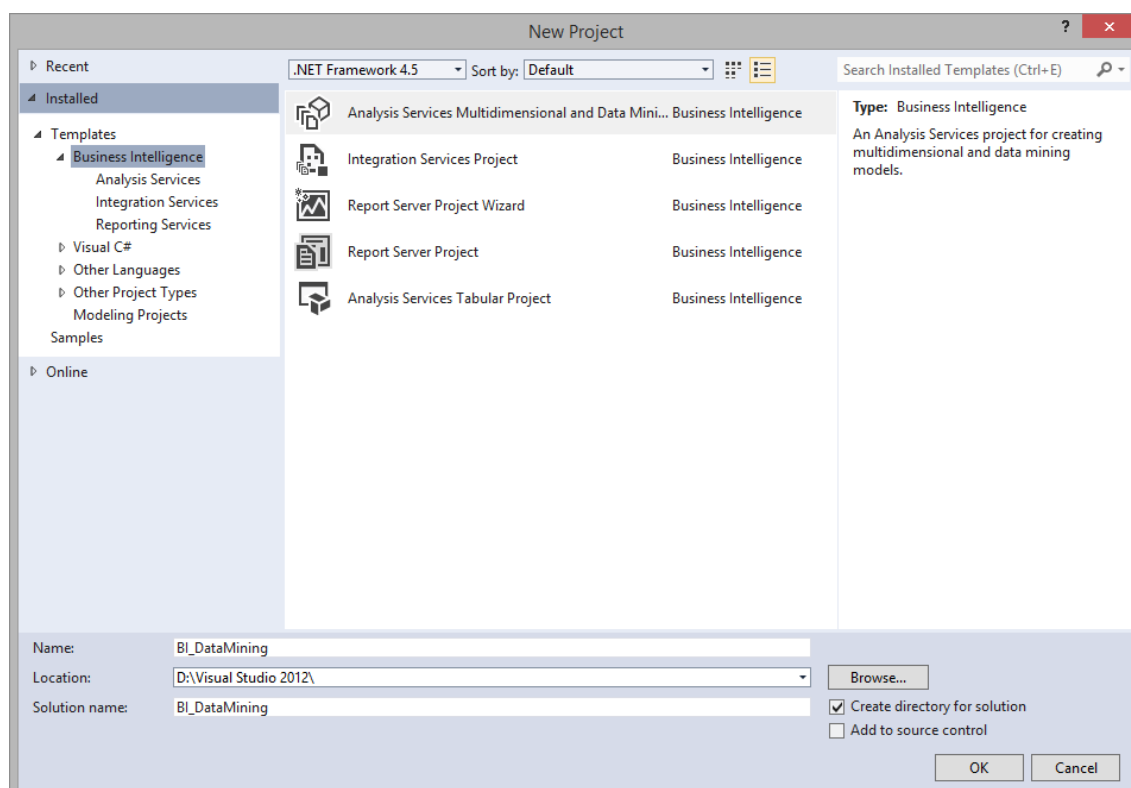 New Project
?
Recent
.NET Framework 4.5
Sort by:
Default
Search Installed Templates (Ctrl+E)
Installed
Templates
Business Intelligence
Analysis Services
Integration Services
Reporting Services
Visual C#
Other Languages
Other Project Types
Modeling Projects
Samples
Online
Analysis Services Multidimensional and Data Mini... Business Intelligence
Integration Services Project Business Intelligence
Report Server Project Wizard Business Intelligence
Report Server Project Business Intelligence
Analysis Services Tabular Project Business Intelligence
Type: Business Intelligence
An Analysis Services project for creating
multidimensional and data mining
models.
Name: BI_DataMining
Location: D:\Visual Studio 2012\
Browse...
Solution name: BI_DataMining
Create directory for solution
Add to source control
OK
Cancel